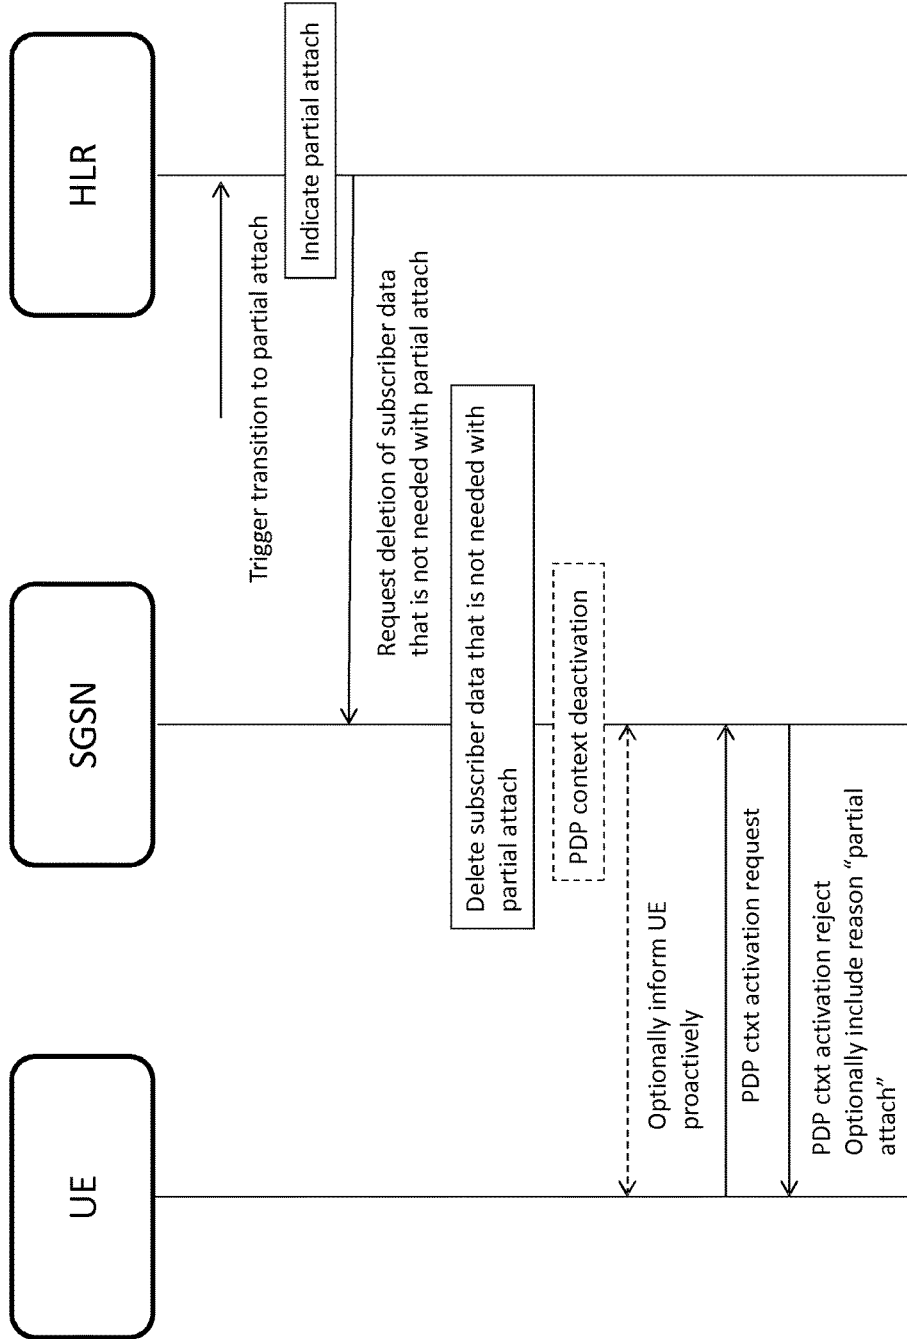 UE
SGSN
HLR
Trigger transition to partial attach
Indicate partial attach
Request deletion of subscriber data
that is not needed with partial attach
Delete subscriber data that is not needed with
partial attach
PDP context deactivation
Optionally inform UE
proactively
PDP ctxt activation request
PDP ctxt activation reject
Optionally include reason “partial
attach”